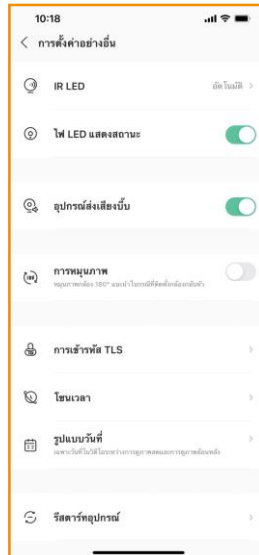 10:18
การตั้งค่าอย่างอื่น
IR LED
อัตโนมัติ
ไฟ LED แสดงสถานะ
อุปกรณ์ส่งเสียงบี๊บ
การหมุนภาพ
หมุนภาพกล้อง 180° แนะนำในกรณีที่ติดตั้งกล้องกลับหัว
การเข้ารหัส TLS
โซนเวลา
รูปแบบวันที่
เฉพาะวันที่ในวิดีโอระหว่างการดูภาพสดและการดูภาพย้อนหลัง
รีสตาร์ทอุปกรณ์